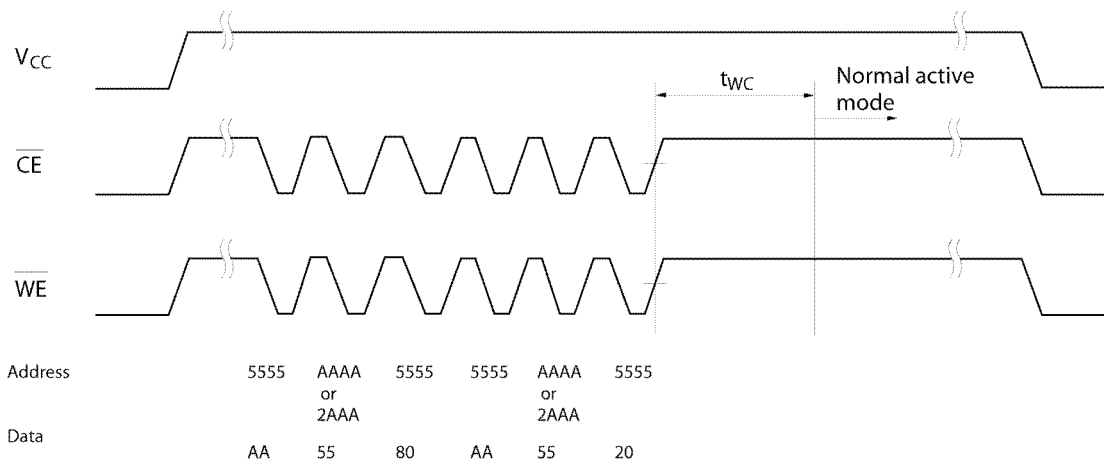 VCC
tWC
Normal active
mode
CE
WE
Address 5555 AAAA 5555 5555 AAAA 5555
or or
2AAA 2AAA
Data
AA 55 80 AA 55 20